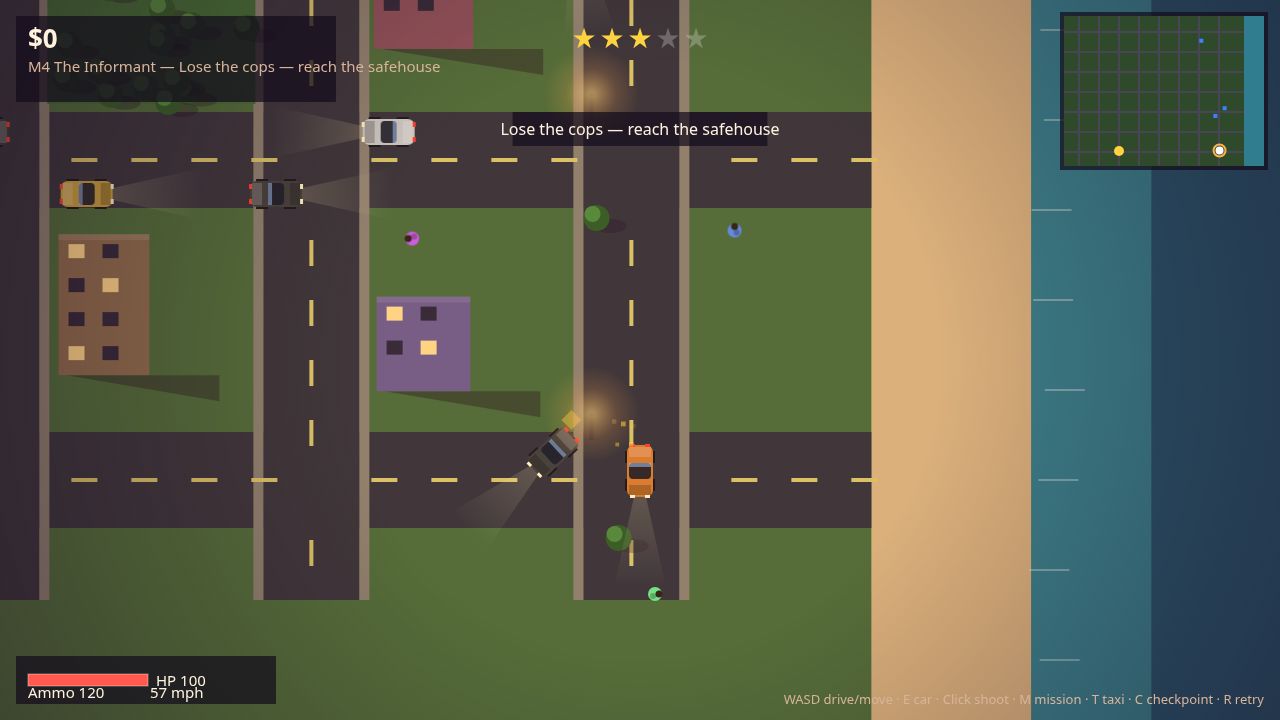 $0
M4 The Informant — Lose the cops — reach the safehouse
Lose the cops — reach the safehouse
HP 100
Ammo 120 57 mph
WASD drive/move · E car · Click shoot · M mission · T taxi · C checkpoint · R retry